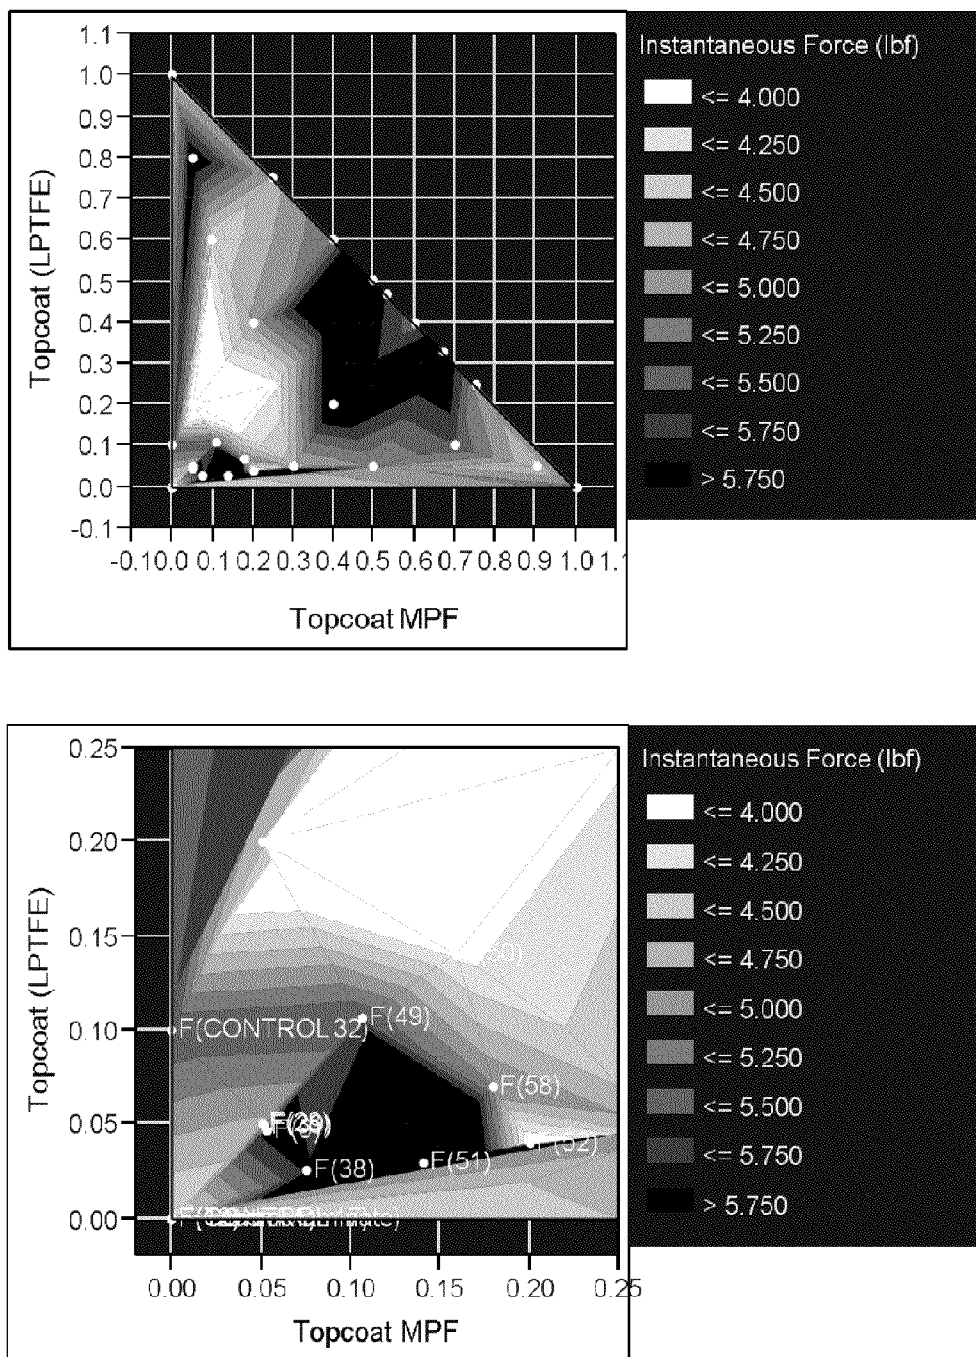 1.1
1.0
0.9
0.8
0.7
0.6
0.5
0.4
0.3
0.2
0.1
0.0
-0.1
Topcoat (LPTFE)
-0.1 0.0 0.1 0.2 0.3 0.4 0.5 0.6 0.7 0.8 0.9 1.0 1.1
Topcoat MPF
Instantaneous Force (lbf)
<= 4.000
<= 4.250
<= 4.500
<= 4.750
<= 5.000
<= 5.250
<= 5.500
<= 5.750
> 5.750
0.25
0.20
0.15
0.10
0.05
0.00
Topcoat (LPTFE)
F(CONTROL 32)
F(49)
F(58)
F(38)
F(51)
F(52)
0.00 0.05 0.10 0.15 0.20 0.25
Topcoat MPF
Instantaneous Force (lbf)
<= 4.000
<= 4.250
<= 4.500
<= 4.750
<= 5.000
<= 5.250
<= 5.500
<= 5.750
> 5.750